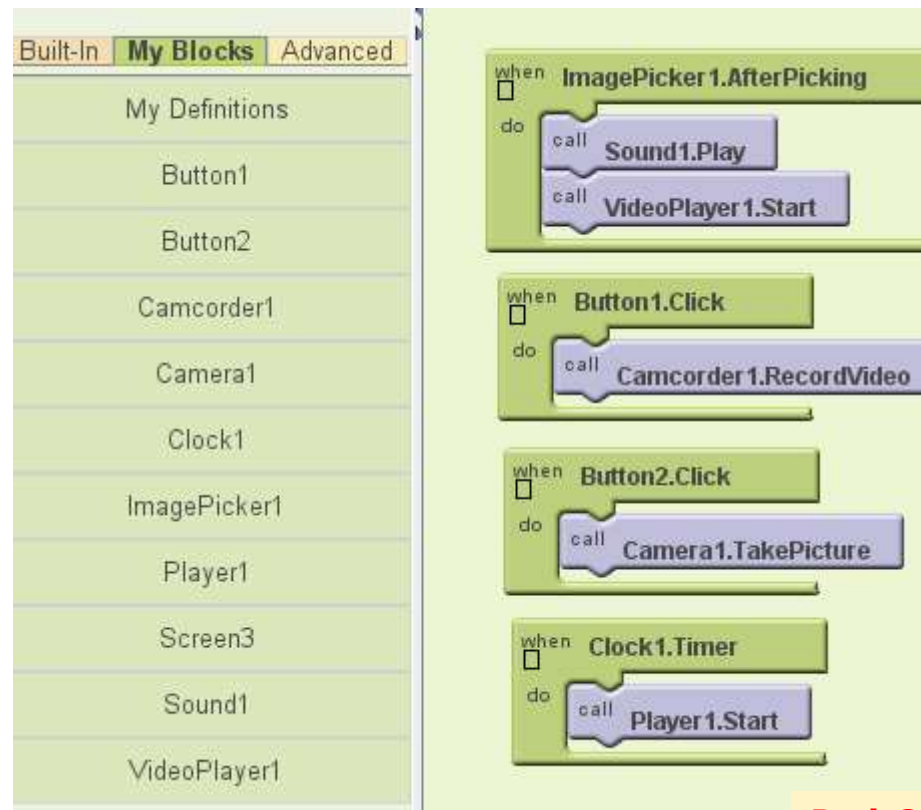 Built-In My Blocks Advanced
My Definitions
Button1
Button2
Camcorder1
Camera1
Clock1
ImagePicker1
Player1
Screen3
Sound1
VideoPlayer1
when ImagePicker1.AfterPicking
do
call Sound1.Play
call VideoPlayer1.Start
when Button1.Click
do
call Camcorder1.RecordVideo
when Button2.Click
do
call Camera1.TakePicture
when Clock1.Timer
do
call Player1.Start